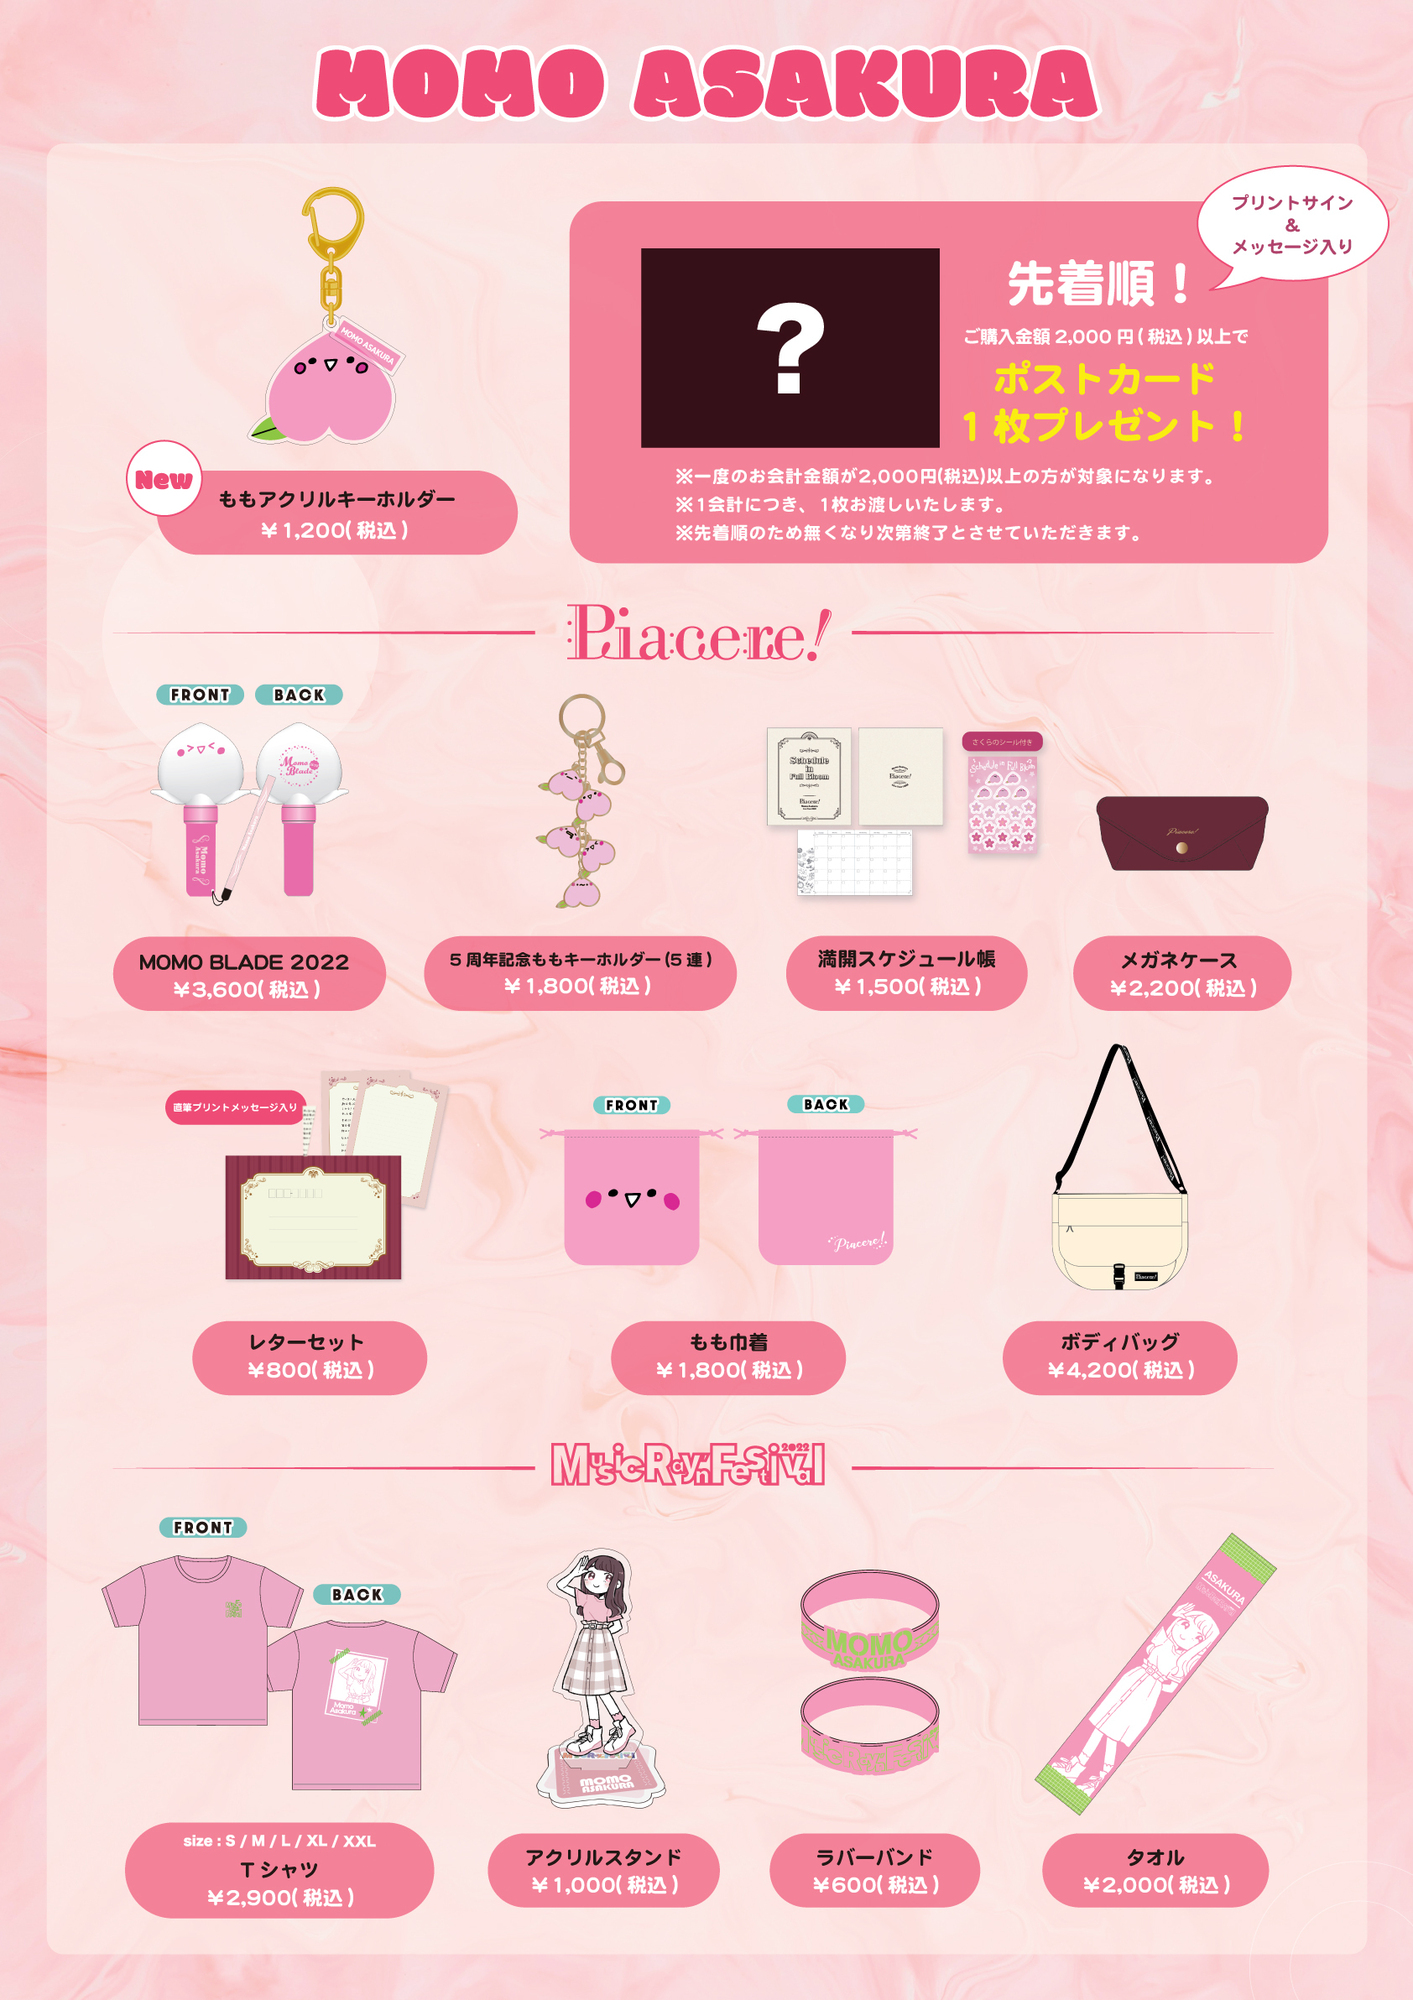 MOMO ASAKURA
プリントサイン
&
メッセージ入り
MOMO ASAKURA
?
先着順！
ご購入金額 2,000 円 ( 税込 ) 以上で
ポストカード
1 枚プレゼント！
※一度のお会計金額が2,000円(税込)以上の方が対象になります。
※1会計につき、1枚お渡しいたします。
※先着順のため無くなり次第終了とさせていただきます。
New
ももアクリルキーホルダー
￥1,200( 税込 )
Piacere!
FRONT
BACK
Momo
Blade
Momo
Asakura
Schedule
in
Full Bloom
Piacere!
Piacere!
さくらのシール付き
Schedule in Full Bloom
Piacere!
MOMO BLADE 2022
￥3,600( 税込 )
5 周年記念ももキーホルダー (5 連 )
￥1,800( 税込 )
満開スケジュール帳
￥1,500( 税込 )
メガネケース
￥2,200( 税込 )
直筆プリントメッセージ入り
FRONT
BACK
Piacere!
Piacere!
レターセット
￥800( 税込 )
もも巾着
￥1,800( 税込 )
ボディバッグ
￥4,200( 税込 )
Music Ray'n Festival 2022
FRONT
BACK
Momo
Asakura
MOMO
ASAKURA
MOMO
ASAKURA
ASAKURA
size : S / M / L / XL / XXL
T シャツ
￥2,900( 税込 )
アクリルスタンド
￥1,000( 税込 )
ラバーバンド
￥600( 税込 )
タオル
￥2,000( 税込 )